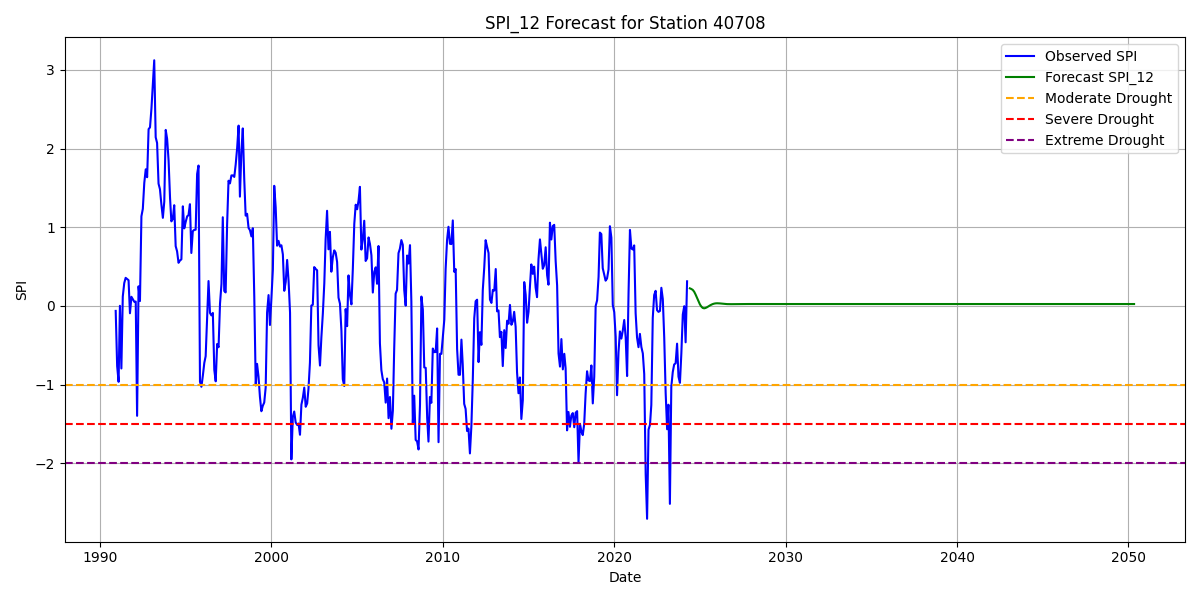 SPI_12 Forecast for Station 40708
Observed SPI
Forecast SPI_12
Moderate Drought
Severe Drought
Extreme Drought
SPI
3
2
1
0
−1
−2
1990 2000 2010 2020 2030 2040 2050
Date